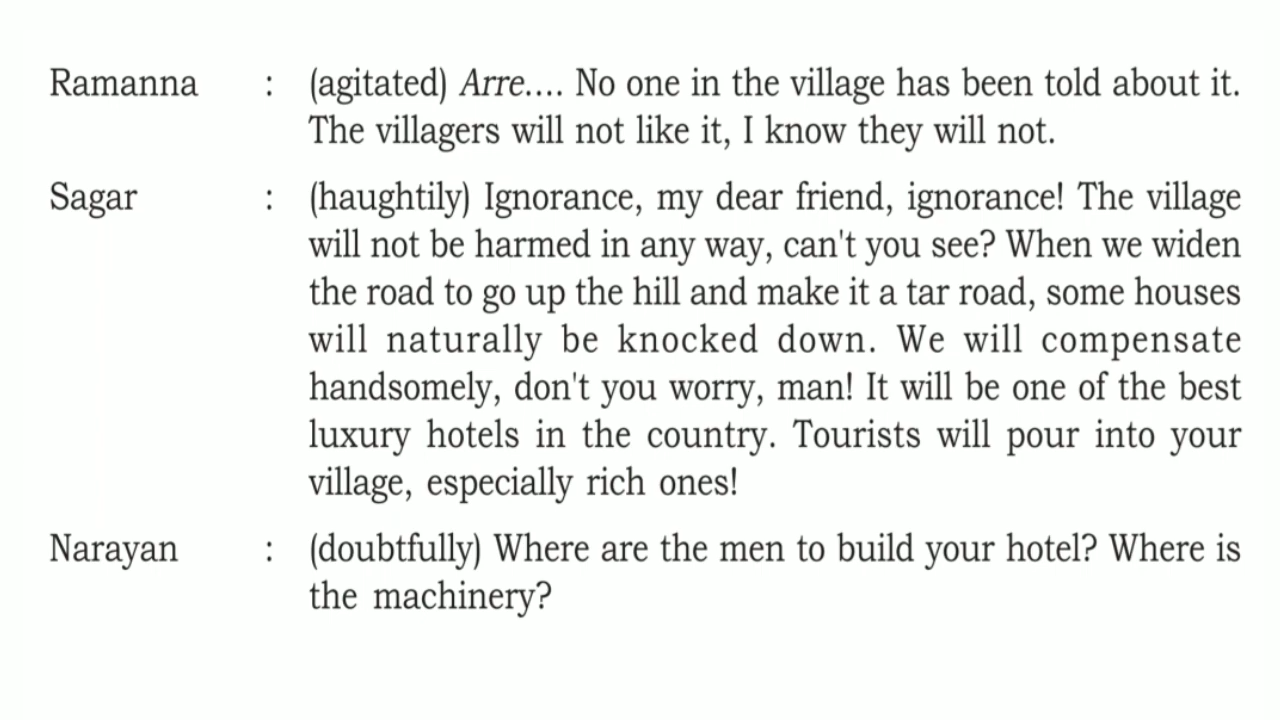 Ramanna : (agitated) Arre.... No one in the village has been told about it.
The villagers will not like it, I know they will not.
Sagar : (haughtily) Ignorance, my dear friend, ignorance! The village
will not be harmed in any way, can't you see? When we widen
the road to go up the hill and make it a tar road, some houses
will naturally be knocked down. We will compensate
handsomely, don't you worry, man! It will be one of the best
luxury hotels in the country. Tourists will pour into your
village, especially rich ones!
Narayan : (doubtfully) Where are the men to build your hotel? Where is
the machinery?